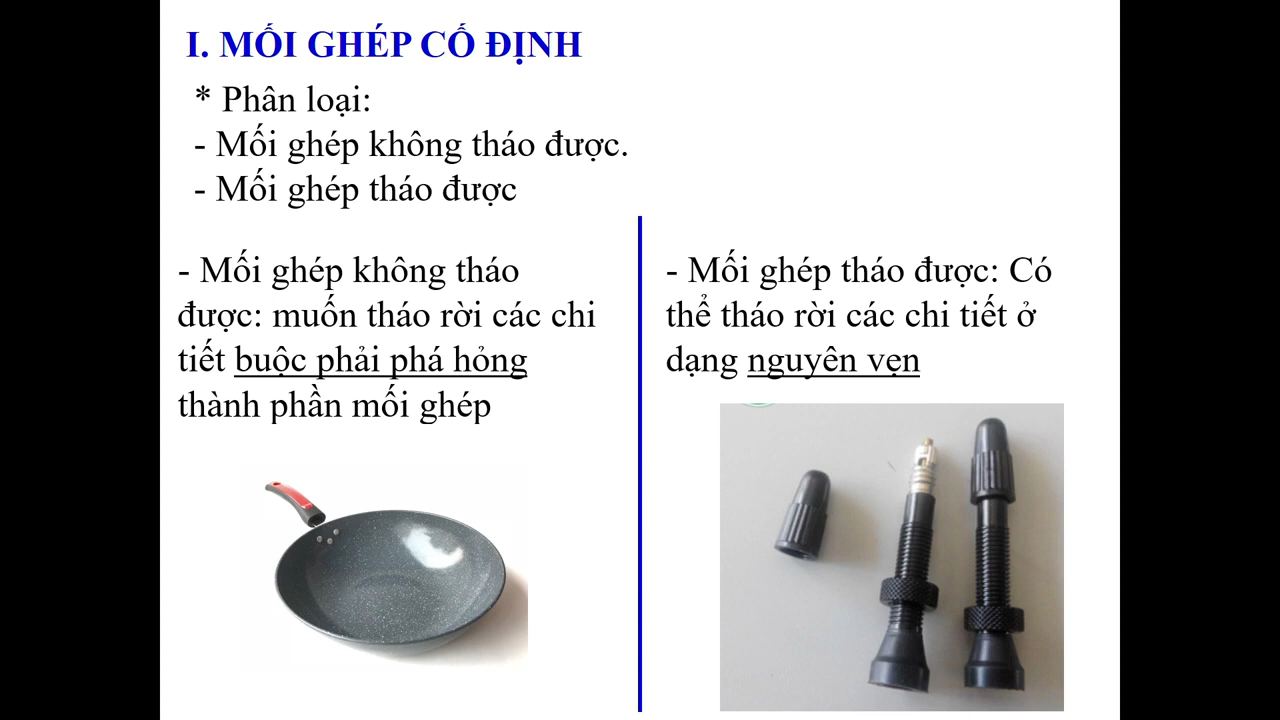 I. MỐI GHÉP CỐ ĐỊNH
* Phân loại:
- Mối ghép không tháo được.
- Mối ghép tháo được
- Mối ghép không tháo
được: muốn tháo rời các chi
tiết buộc phải phá hỏng
thành phần mối ghép
- Mối ghép tháo được: Có
thể tháo rời các chi tiết ở
dạng nguyên vẹn